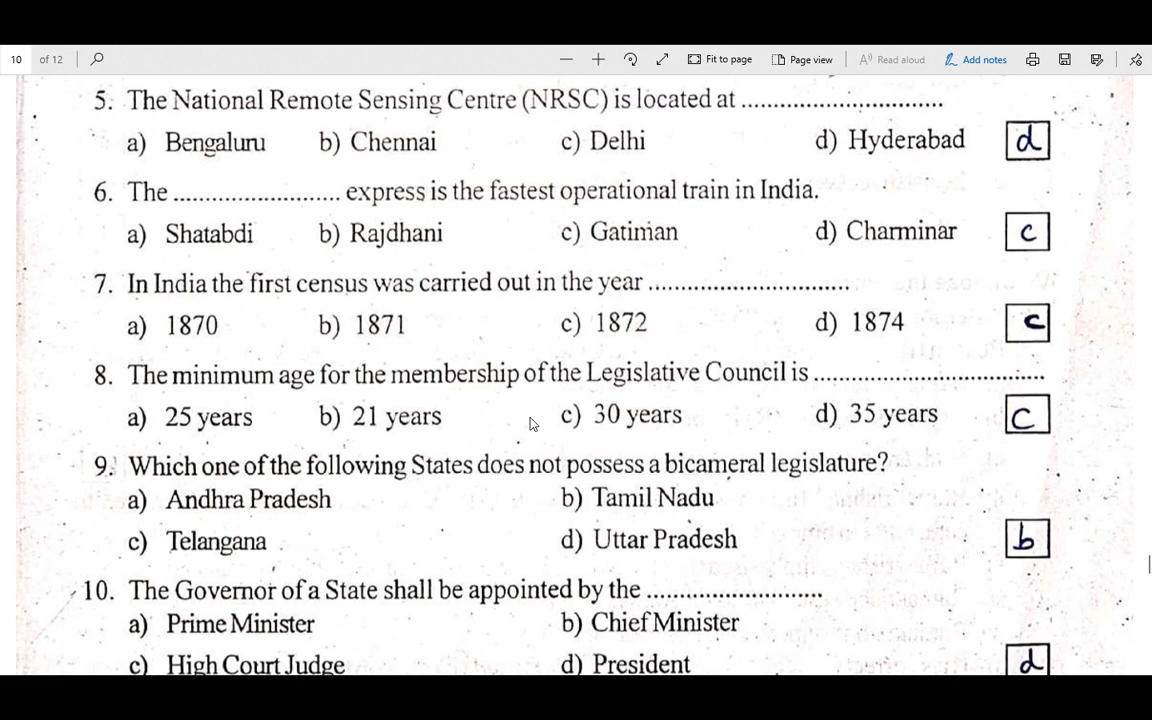 10 of 12 Fit to page Page view Read aloud Add notes
5. The National Remote Sensing Centre (NRSC) is located at ..............................
a) Bengaluru b) Chennai c) Delhi d) Hyderabad d
6. The ......................... express is the fastest operational train in India.
a) Shatabdi b) Rajdhani c) Gatiman d) Charminar c
7. In India the first census was carried out in the year ..............................
a) 1870 b) 1871 c) 1872 d) 1874 c
8. The minimum age for the membership of the Legislative Council is ..................................
a) 25 years b) 21 years c) 30 years d) 35 years C
9. Which one of the following States does not possess a bicameral legislature?
a) Andhra Pradesh b) Tamil Nadu
c) Telangana d) Uttar Pradesh b
10. The Governor of a State shall be appointed by the ..........................
a) Prime Minister b) Chief Minister
c) High Court Judge d) President d